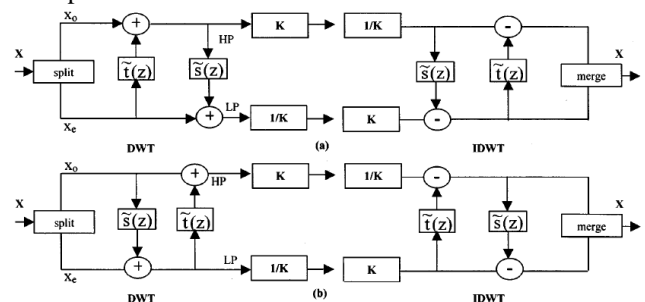 X
split
Xo
Xe
+
t̃(z)
s̃(z)
+
HP
LP
K
1/K
1/K
K
s̃(z)
t̃(z)
-
-
merge
X
DWT
(a)
IDWT
X
split
Xo
Xe
s̃(z)
t̃(z)
+
+
HP
LP
K
1/K
1/K
K
t̃(z)
s̃(z)
-
-
merge
X
DWT
(b)
IDWT